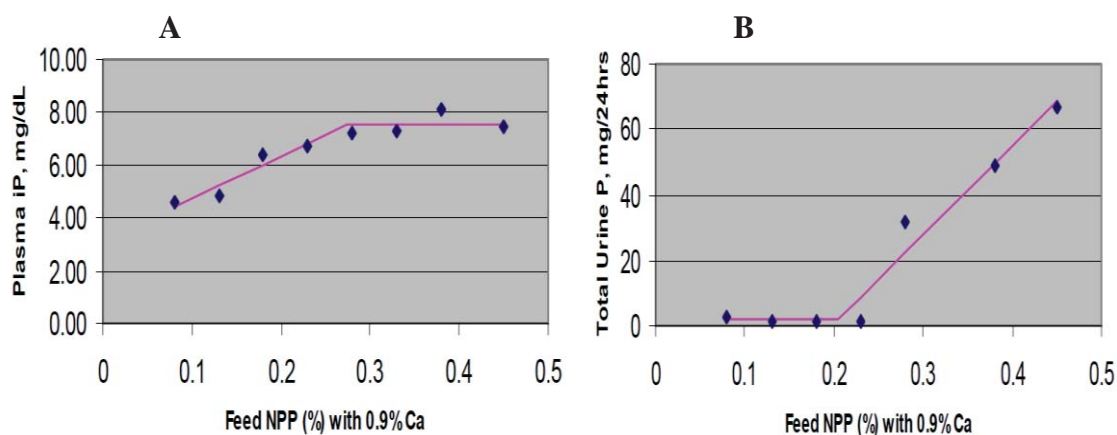 A
Plasma iP, mg/dL
10.00
8.00
6.00
4.00
2.00
0.00
0 0.1 0.2 0.3 0.4 0.5
Feed NPP (%) with 0.9% Ca
B
Total Urine P, mg/24hrs
80
60
40
20
0
0 0.1 0.2 0.3 0.4 0.5
Feed NPP (%) with 0.9% Ca